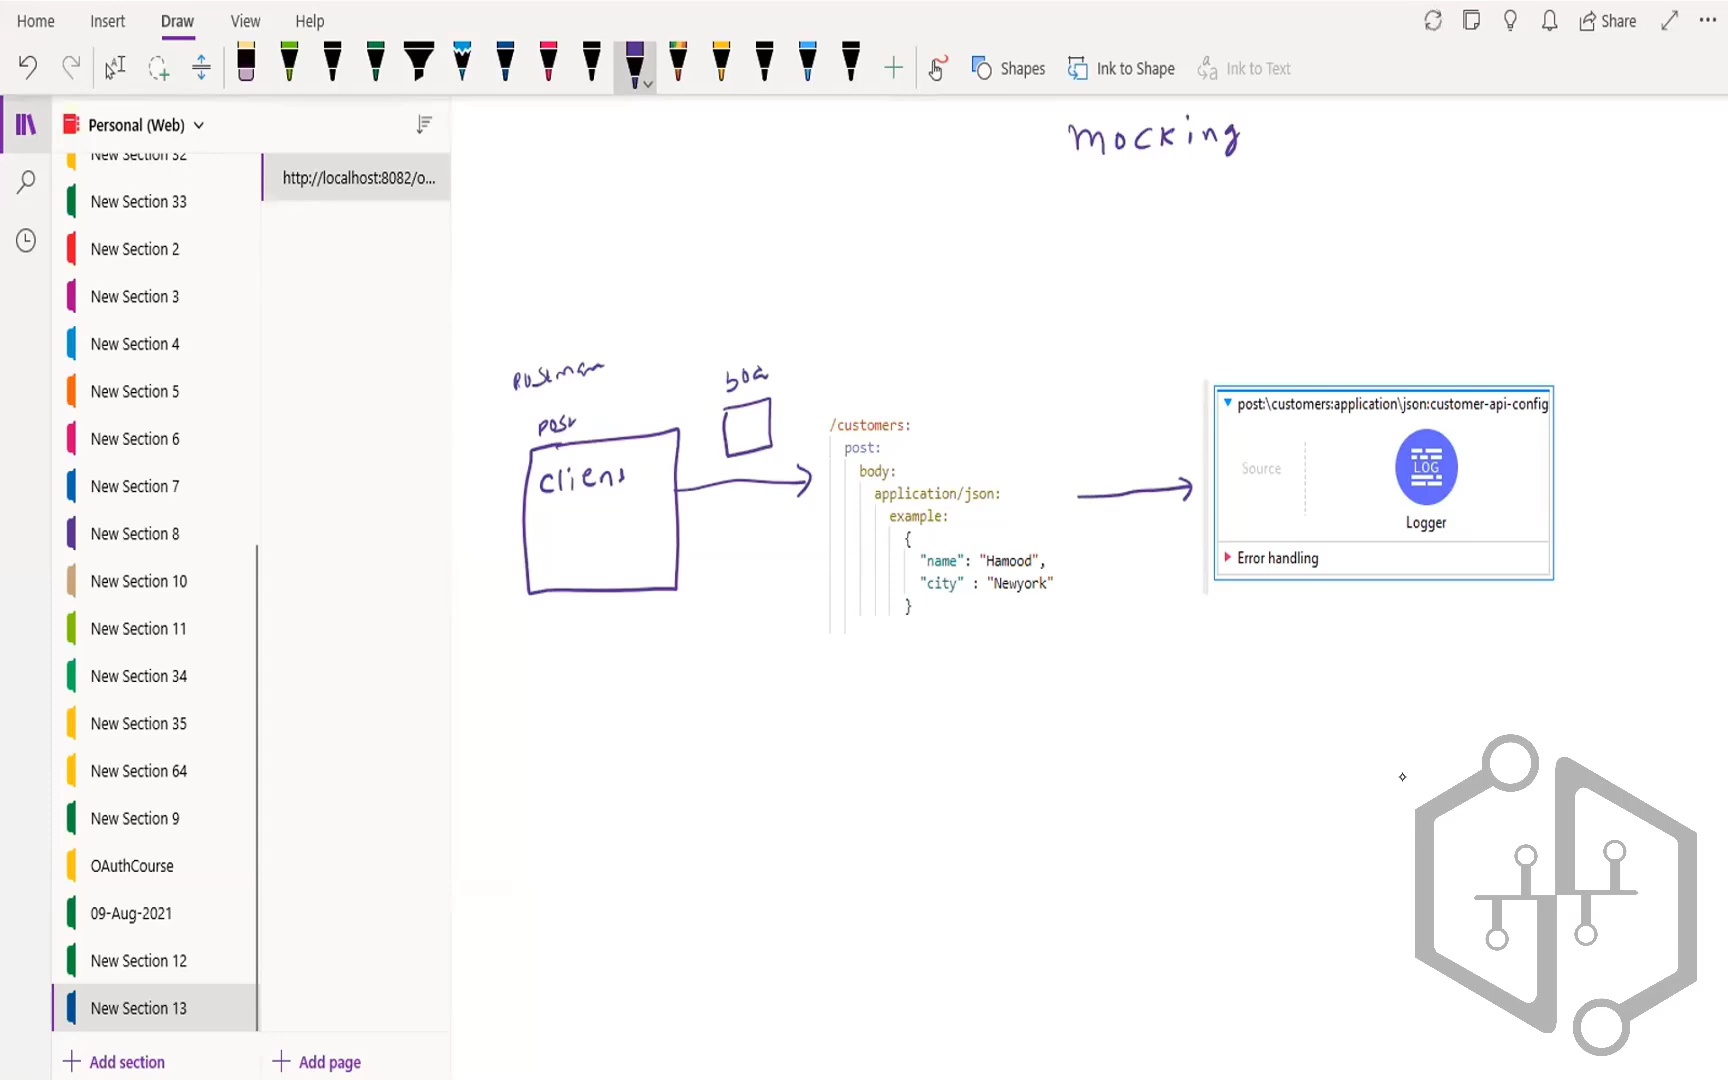 Home Insert Draw View Help Share
Shapes Link to Shape Link to Text
Personal (Web)
New Section 32
New Section 33
New Section 2
New Section 3
New Section 4
New Section 5
New Section 6
New Section 7
New Section 8
New Section 10
New Section 11
New Section 34
New Section 35
New Section 64
New Section 9
OAuthCourse
09-Aug-2021
New Section 12
New Section 13
Add section
http://localhost:8082/o...
Add page
mocking
Postman
post
client
/customers:
post:
body:
application/json:
example:
{
"name": "Hamood",
"city" : "Newyork"
}
post:\customers:application\json:customer-api-config
Source
LOG
Logger
Error handling